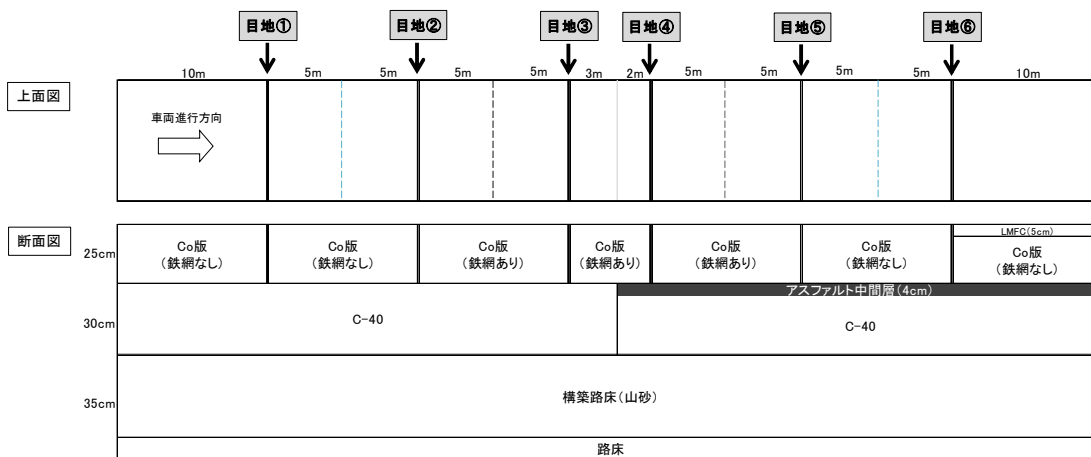 目地① 目地② 目地③ 目地④ 目地⑤ 目地⑥
10m 5m 5m 5m 5m 3m 2m 5m 5m 5m 5m 10m
上面図
車両進行方向
断面図
25cm
Co版
(鉄網なし)
Co版
(鉄網なし)
Co版
(鉄網あり)
Co版
(鉄網あり)
Co版
(鉄網あり)
Co版
(鉄網なし)
LMFC(5cm)
Co版
(鉄網なし)
アスファルト中間層(4cm)
30cm
C-40
C-40
35cm
構築路床(山砂)
路床